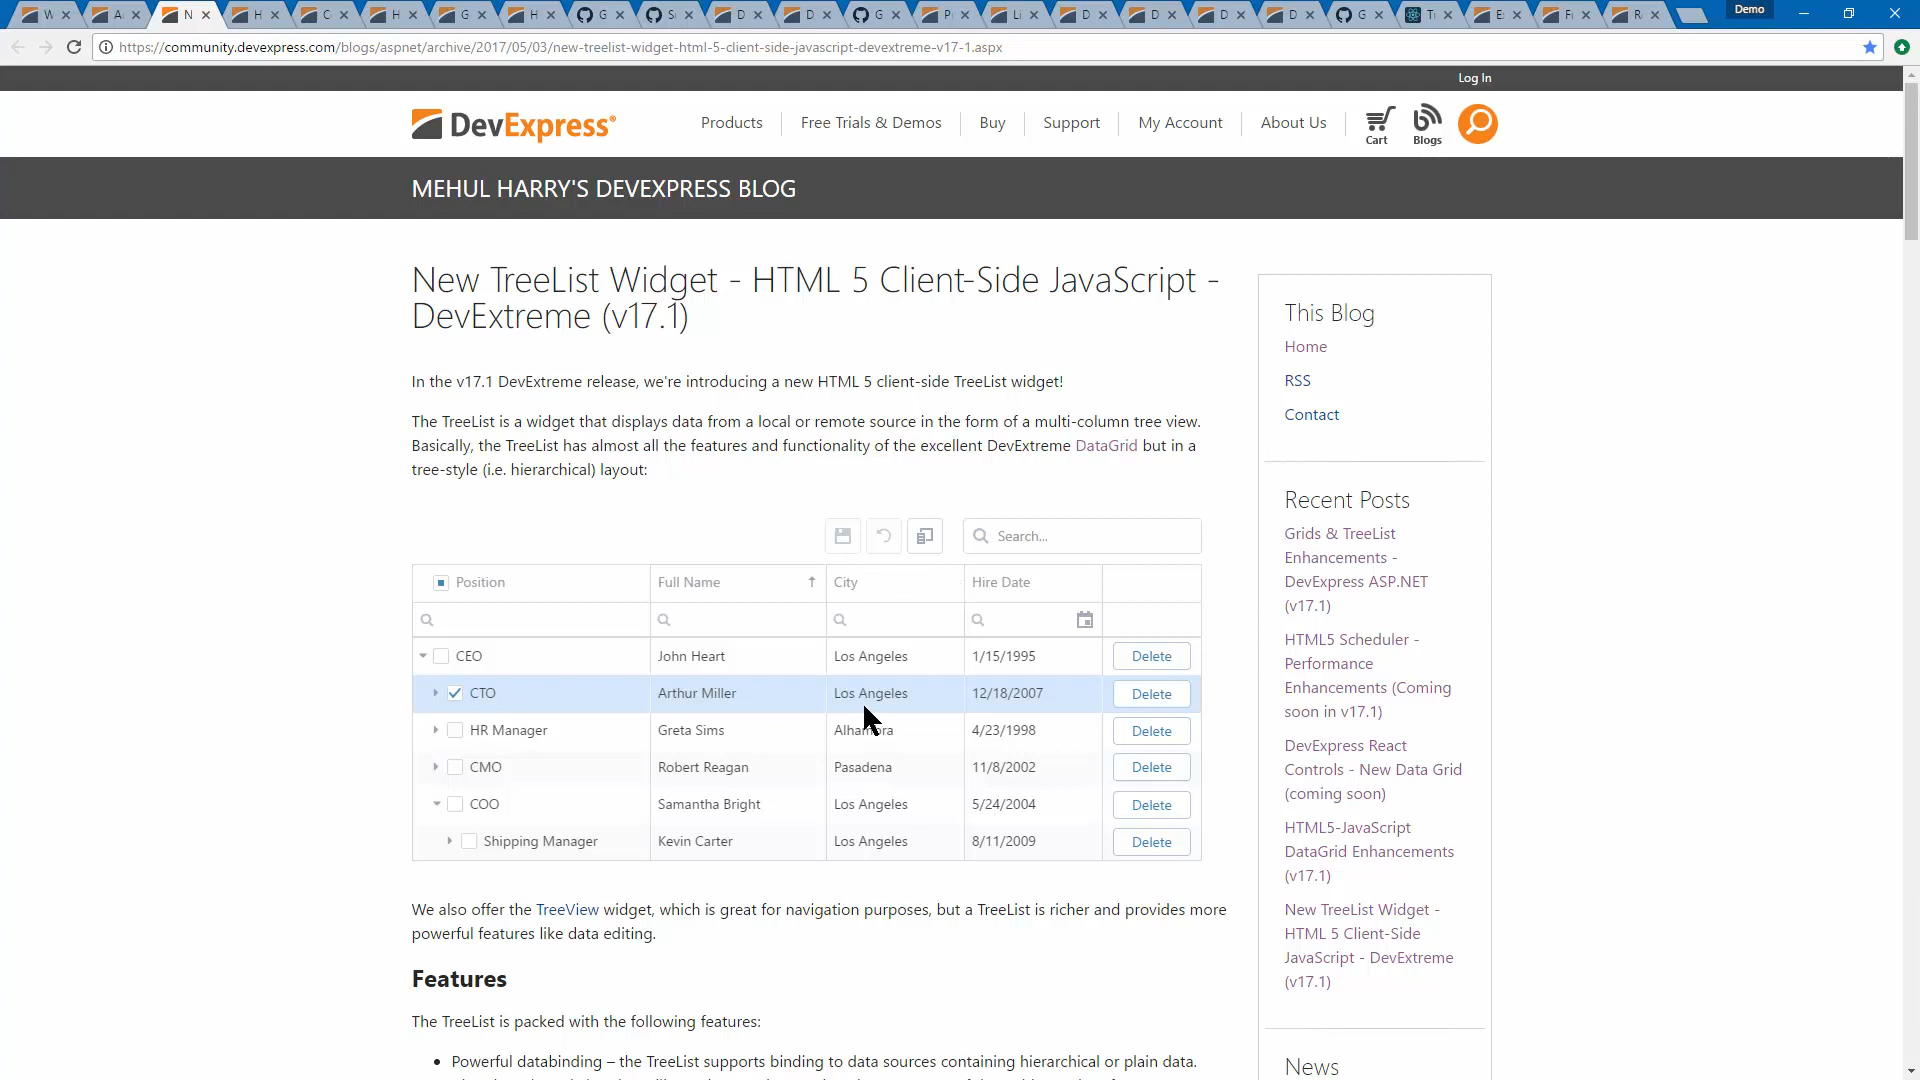 W
A
N
H
C
H
G
H
G
S
D
D
G
P
Li
D
D
D
D
G
T
E
F
R
Demo
https://community.devexpress.com/blogs/aspnet/archive/2017/05/03/new-treelist-widget-html-5-client-side-javascript-devextreme-v17-1.aspx
Log In
DevExpress®
Products
Free Trials & Demos
Buy
Support
My Account
About Us
Cart
Blogs
MEHUL HARRY'S DEVEXPRESS BLOG
New TreeList Widget - HTML 5 Client-Side JavaScript -
DevExtreme (v17.1)
In the v17.1 DevExtreme release, we're introducing a new HTML 5 client-side TreeList widget!
The TreeList is a widget that displays data from a local or remote source in the form of a multi-column tree view.
Basically, the TreeList has almost all the features and functionality of the excellent DevExtreme DataGrid but in a
tree-style (i.e. hierarchical) layout:
Search...
Position Full Name City Hire Date
CEO John Heart Los Angeles 1/15/1995 Delete
CTO Arthur Miller Los Angeles 12/18/2007 Delete
HR Manager Greta Sims Alhambra 4/23/1998 Delete
CMO Robert Reagan Pasadena 11/8/2002 Delete
COO Samantha Bright Los Angeles 5/24/2004 Delete
Shipping Manager Kevin Carter Los Angeles 8/11/2009 Delete
We also offer the TreeView widget, which is great for navigation purposes, but a TreeList is richer and provides more
powerful features like data editing.
Features
The TreeList is packed with the following features:
• Powerful databinding – the TreeList supports binding to data sources containing hierarchical or plain data.
This Blog
Home
RSS
Contact
Recent Posts
Grids & TreeList
Enhancements -
DevExpress ASP.NET
(v17.1)
HTML5 Scheduler -
Performance
Enhancements (Coming
soon in v17.1)
DevExpress React
Controls - New Data Grid
(coming soon)
HTML5-JavaScript
DataGrid Enhancements
(v17.1)
New TreeList Widget -
HTML 5 Client-Side
JavaScript - DevExtreme
(v17.1)
News